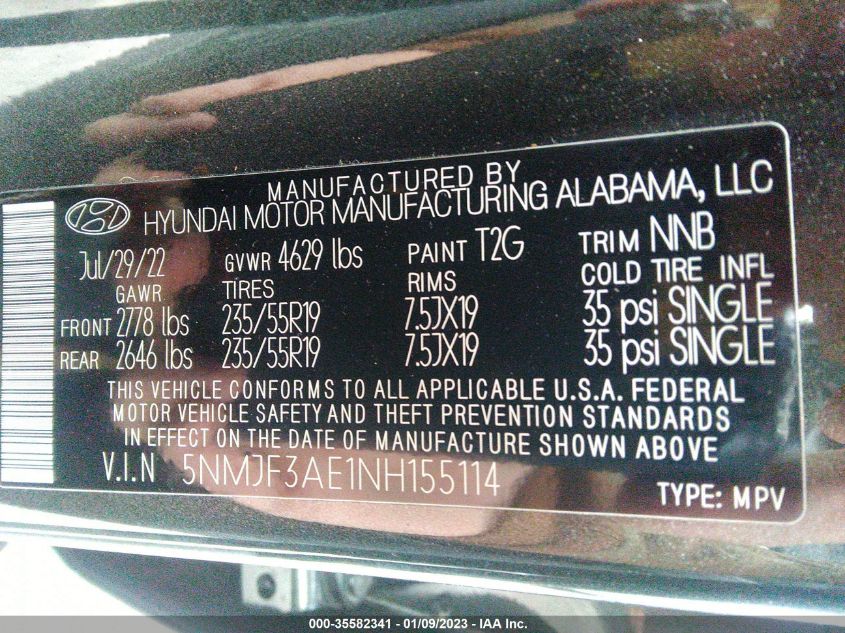 MANUFACTURED BY
HYUNDAI MOTOR MANUFACTURING ALABAMA, LLC
Jul/29/22 GVWR 4629 lbs PAINT T2G TRIM NNB
GAWR TIRES RIMS COLD TIRE INFL
FRONT 2778 lbs 235/55R19 7.5JX19 35 psi SINGLE
REAR 2646 lbs 235/55R19 7.5JX19 35 psi SINGLE
THIS VEHICLE CONFORMS TO ALL APPLICABLE U.S.A. FEDERAL
MOTOR VEHICLE SAFETY AND THEFT PREVENTION STANDARDS
IN EFFECT ON THE DATE OF MANUFACTURE SHOWN ABOVE
V.I.N 5NMJF3AE1NH155114
TYPE: MPV
000-35582341 - 01/09/2023 - IAA Inc.